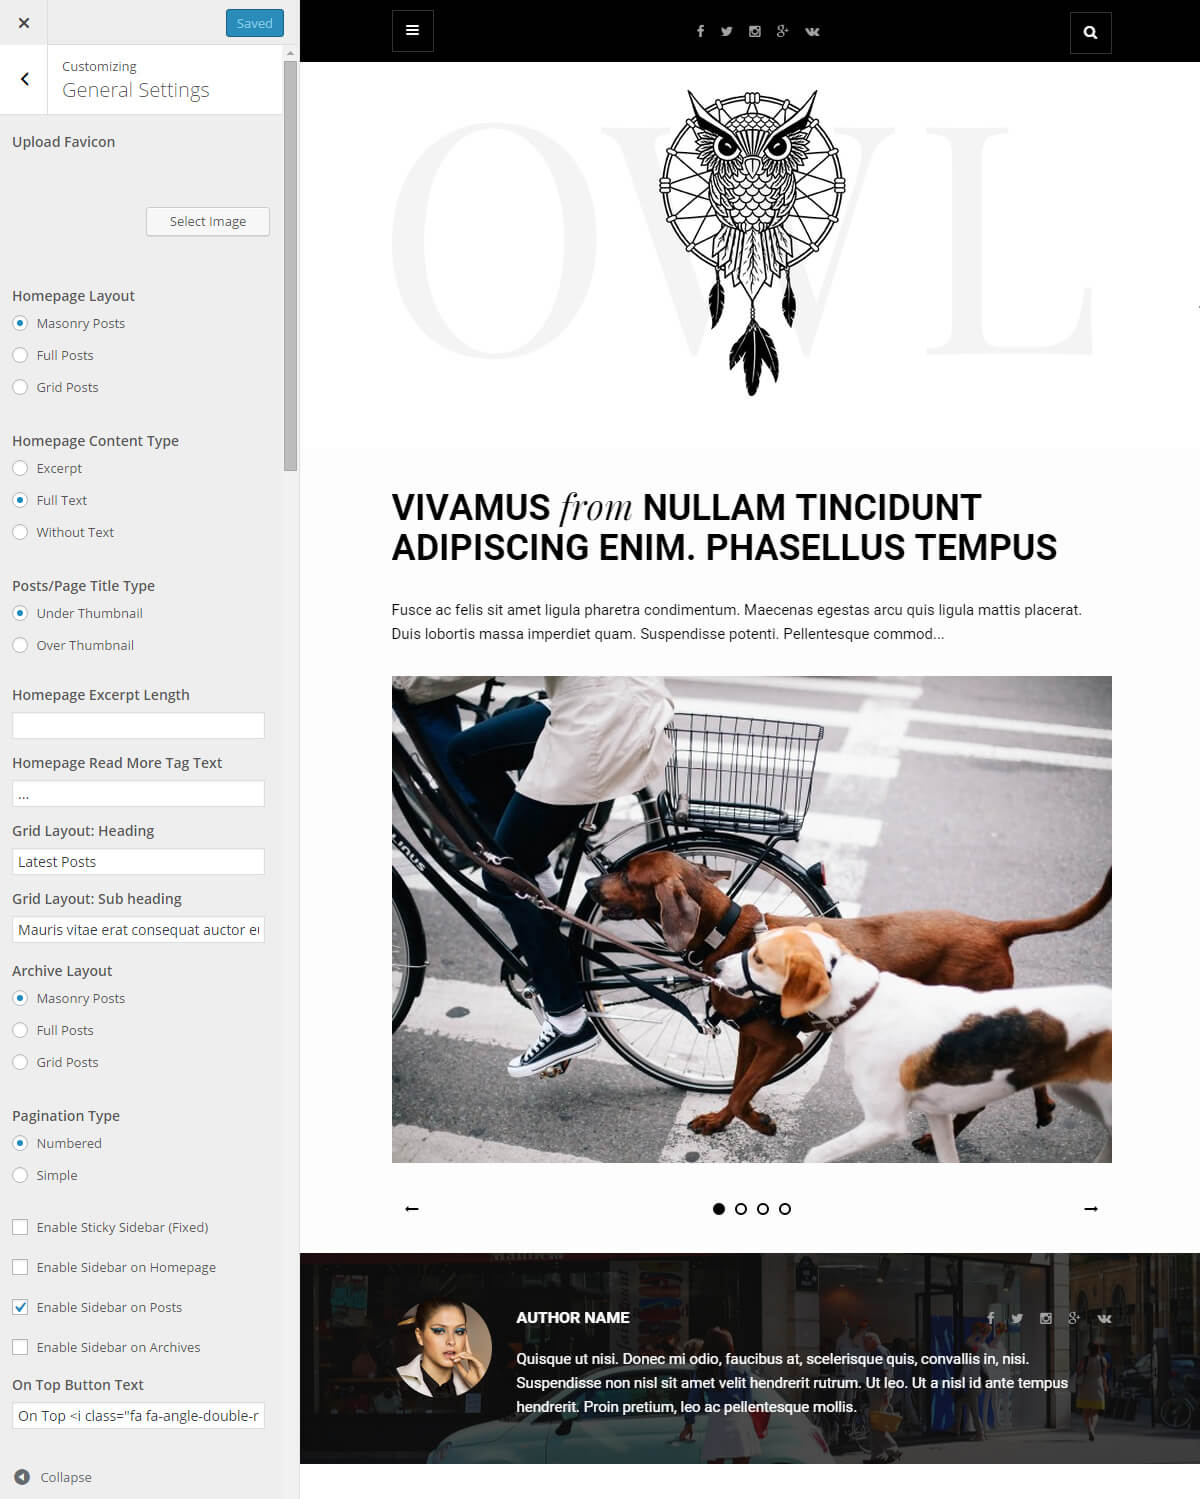 Saved
Customizing
General Settings
Upload Favicon
Select Image
Homepage Layout
Masonry Posts
Full Posts
Grid Posts
Homepage Content Type
Excerpt
Full Text
Without Text
Posts/Page Title Type
Under Thumbnail
Over Thumbnail
Homepage Excerpt Length
Homepage Read More Tag Text
...
Grid Layout: Heading
Latest Posts
Grid Layout: Sub heading
Mauris vitae erat consequat auctor eu
Archive Layout
Masonry Posts
Full Posts
Grid Posts
Pagination Type
Numbered
Simple
Enable Sticky Sidebar (Fixed)
Enable Sidebar on Homepage
Enable Sidebar on Posts
Enable Sidebar on Archives
On Top Button Text
On Top <i class="fa fa-angle-double-r
Collapse
OWL
VIVAMUS from NULLAM TINCIDUNT
ADIPISCING ENIM. PHASELLUS TEMPUS
Fusce ac felis sit amet ligula pharetra condimentum. Maecenas egestas arcu quis ligula mattis placerat.
Duis lobortis massa imperdiet quam. Suspendisse potenti. Pellentesque commod...
AUTHOR NAME
Quisque ut nisi. Donec mi odio, faucibus at, scelerisque quis, convallis in, nisi.
Suspendisse non nisl sit amet velit hendrerit rutrum. Ut leo. Ut a nisl id ante tempus
hendrerit. Proin pretium, leo ac pellentesque mollis.